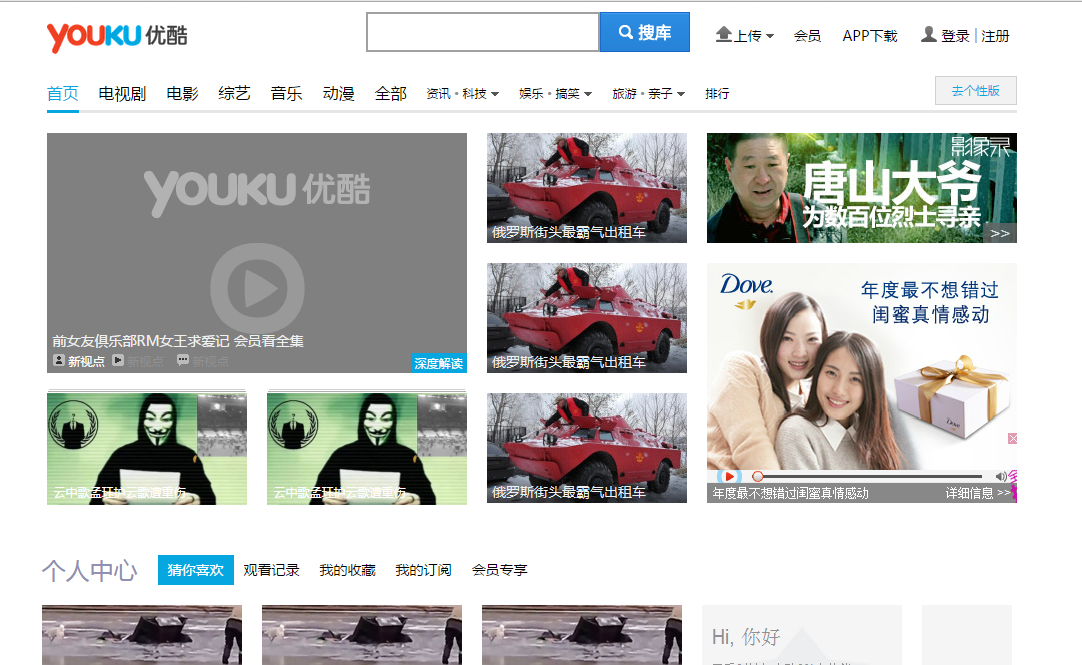 YOUKU 优酷
搜库
上传
会员
APP下载
登录 | 注册
首页 电视剧 电影 综艺 音乐 动漫 全部 资讯•科技 娱乐•搞笑 旅游•亲子 排行
去个性版
YOUKU 优酷
前女友俱乐部RM女王求爱记 会员看全集
新视点 新视点 新视点
深度解读
俄罗斯街头最霸气出租车
影象录
唐山大爷
为数百位烈士寻亲
>>
俄罗斯街头最霸气出租车
Dove
年度最不想错过
闺蜜真情感动
Dove
年度最不想错过闺蜜真情感动
详细信息 >>
云中歌孟珏护云歌遭重伤
云中歌孟珏护云歌遭重伤
俄罗斯街头最霸气出租车
个人中心
猜你喜欢 观看记录 我的收藏 我的订阅 会员专享
Hi, 你好